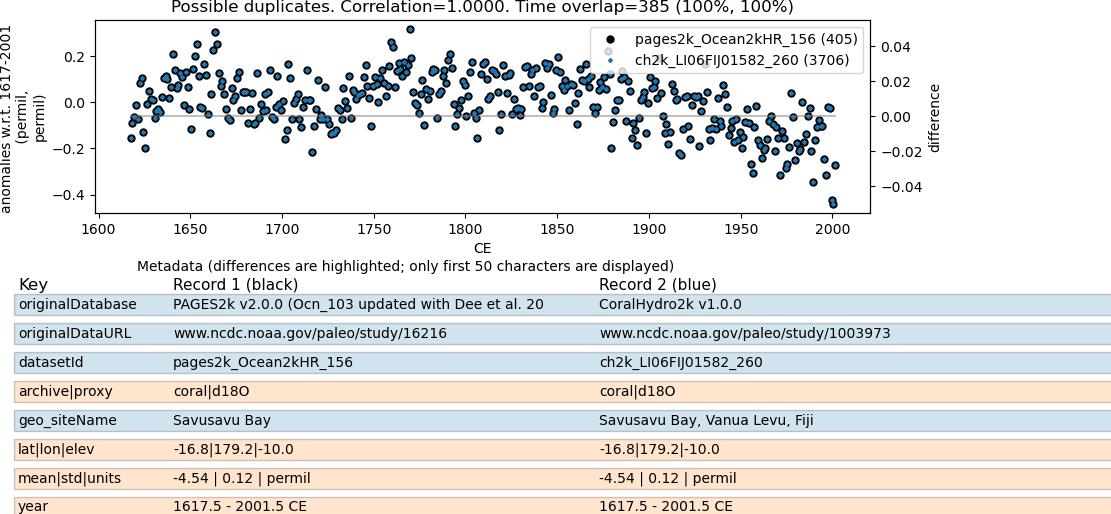 Possible duplicates. Correlation=1.0000. Time overlap=385 (100%, 100%)
anomalies w.r.t. 1617-2001
(permil,
permil)
0.2
0.0
−0.2
−0.4
pages2k_Ocean2kHR_156 (405)
ch2k_LI06FIJ01582_260 (3706)
0.04
0.02
0.00
−0.02
−0.04
difference
1600 1650 1700 1750 1800 1850 1900 1950 2000
CE
Metadata (differences are highlighted; only first 50 characters are displayed)
Key Record 1 (black) Record 2 (blue)
originalDatabase PAGES2k v2.0.0 (Ocn_103 updated with Dee et al. 20 CoralHydro2k v1.0.0
originalDataURL www.ncdc.noaa.gov/paleo/study/16216 www.ncdc.noaa.gov/paleo/study/1003973
datasetId pages2k_Ocean2kHR_156 ch2k_LI06FIJ01582_260
archive|proxy coral|d18O coral|d18O
geo_siteName Savusavu Bay Savusavu Bay, Vanua Levu, Fiji
lat|lon|elev -16.8|179.2|-10.0 -16.8|179.2|-10.0
mean|std|units -4.54 | 0.12 | permil -4.54 | 0.12 | permil
year 1617.5 - 2001.5 CE 1617.5 - 2001.5 CE